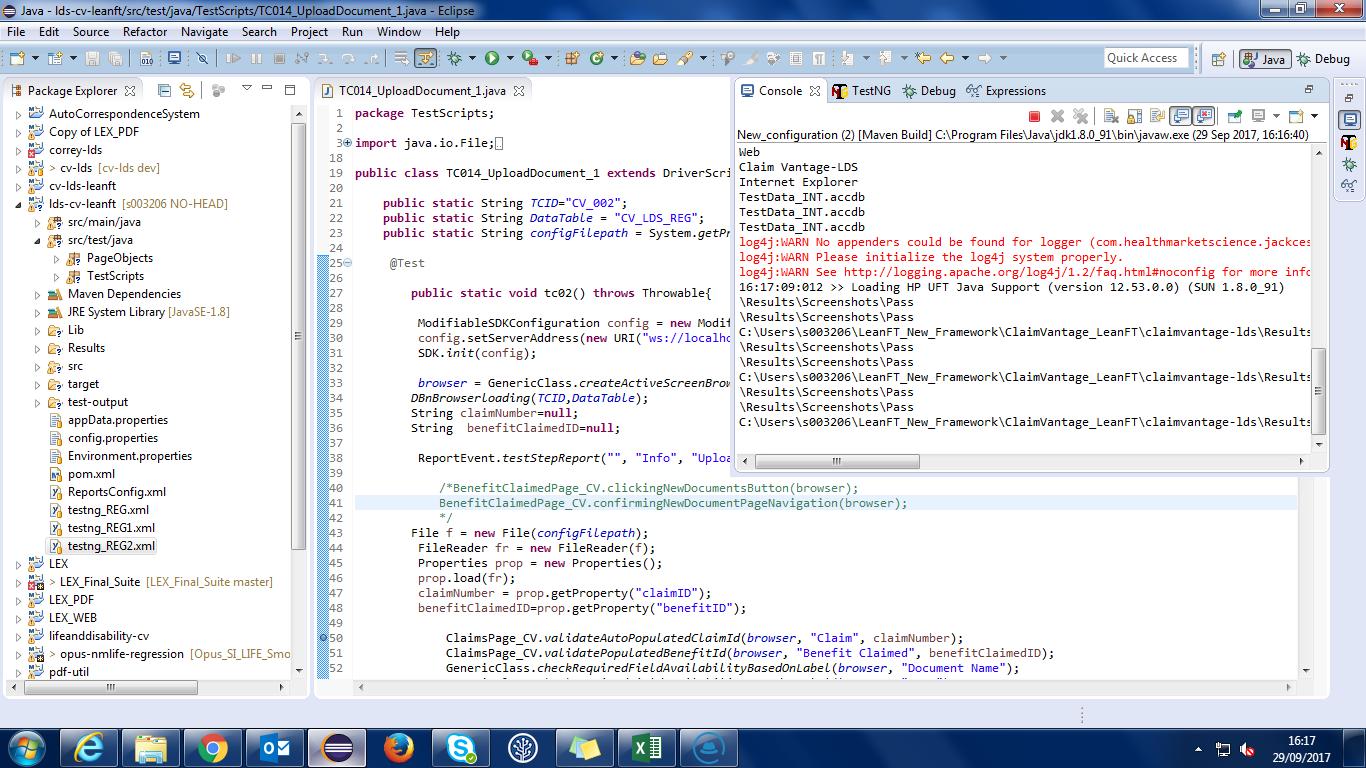 Java - lds-cv-leanft/src/test/java/TestScripts/TC014_UploadDocument_1.java - Eclipse
File Edit Source Refactor Navigate Search Project Run Window Help
Quick Access
Java
Debug
Package Explorer
AutoCorrespondenceSystem
Copy of LEX_PDF
correy-lds
> cv-lds [cv-lds dev]
cv-lds-leanft
lds-cv-leanft [s003206 NO-HEAD]
src/main/java
src/test/java
PageObjects
TestScripts
Maven Dependencies
JRE System Library [JavaSE-1.8]
Lib
Results
src
target
test-output
appData.properties
config.properties
Environment.properties
pom.xml
ReportsConfig.xml
testng_REG.xml
testng_REG1.xml
testng_REG2.xml
LEX
> LEX_Final_Suite [LEX_Final_Suite master]
LEX_PDF
LEX_WEB
lifeanddisability-cv
> opus-nmlife-regression [Opus_SI_LIFE_Smo
pdf-util
TC014_UploadDocument_1.java
1 package TestScripts;
2
3 import java.io.File;
18
19 public class TC014_UploadDocument_1 extends DriverScri
20
21 public static String TCID="CV_002";
22 public static String DataTable = "CV_LDS_REG";
23 public static String configFilepath = System.getPr
24
25 @Test
26
27 public static void tc02() throws Throwable{
28
29 ModifiableSDKConfiguration config = new Modif
30 config.setServerAddress(new URI("ws://localho
31 SDK.init(config);
32
33 browser = GenericClass.createActiveScreenBrow
34 DBnBrowserloading(TCID,DataTable);
35 String claimNumber=null;
36 String benefitClaimedID=null;
37
38 ReportEvent.testStepReport("", "Info", "Uploa
39
40 /*BenefitClaimedPage_CV.clickingNewDocumentsButton(browser);
41 BenefitClaimedPage_CV.confirmingNewDocumentPageNavigation(browser);
42 */
43 File f = new File(configFilepath);
44 FileReader fr = new FileReader(f);
45 Properties prop = new Properties();
46 prop.load(fr);
47 claimNumber = prop.getProperty("claimID");
48 benefitClaimedID=prop.getProperty("benefitID");
49
50 ClaimsPage_CV.validateAutoPopulatedClaimId(browser, "Claim", claimNumber);
51 ClaimsPage_CV.validatePopulatedBenefitId(browser, "Benefit Claimed", benefitClaimedID);
52 GenericClass.checkRequiredFieldAvailabilityBasedOnLabel(browser, "Document Name");
Console TestNG Debug Expressions
New_configuration (2) [Maven Build] C:\Program Files\Java\jdk1.8.0_91\bin\javaw.exe (29 Sep 2017, 16:16:40)
Web
Claim Vantage-LDS
Internet Explorer
TestData_INT.accdb
TestData_INT.accdb
TestData_INT.accdb
log4j:WARN No appenders could be found for logger (com.healthmarketscience.jackces
log4j:WARN Please initialize the log4j system properly.
log4j:WARN See http://logging.apache.org/log4j/1.2/faq.html#noconfig for more info
16:17:09:012 >> Loading HP UFT Java Support (version 12.53.0.0) (SUN 1.8.0_91)
\Results\Screenshots\Pass
\Results\Screenshots\Pass
C:\Users\s003206\LeanFT_New_Framework\ClaimVantage_LeanFT\claimvantage-lds\Results
\Results\Screenshots\Pass
\Results\Screenshots\Pass
C:\Users\s003206\LeanFT_New_Framework\ClaimVantage_LeanFT\claimvantage-lds\Results
\Results\Screenshots\Pass
\Results\Screenshots\Pass
C:\Users\s003206\LeanFT_New_Framework\ClaimVantage_LeanFT\claimvantage-lds\Results
16:17
29/09/2017